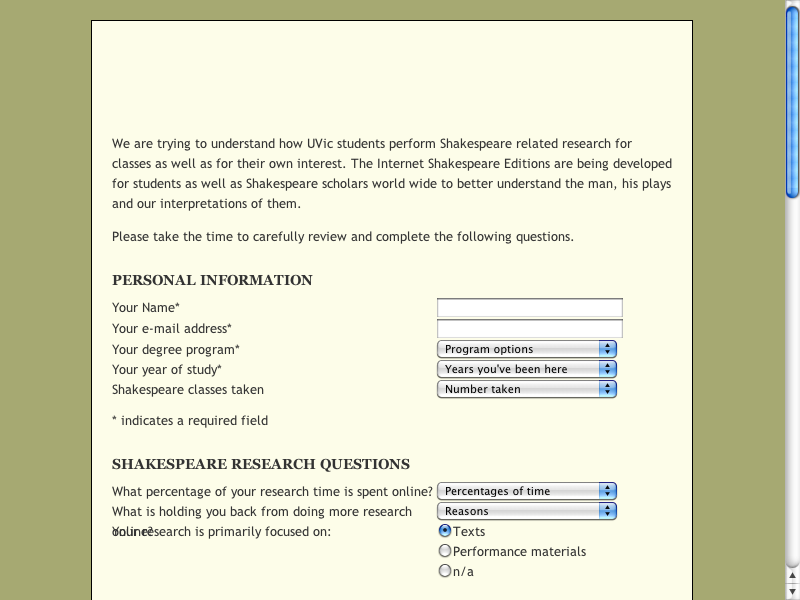 We are trying to understand how UVic students perform Shakespeare related research for
classes as well as for their own interest. The Internet Shakespeare Editions are being developed
for students as well as Shakespeare scholars world wide to better understand the man, his plays
and our interpretations of them.
Please take the time to carefully review and complete the following questions.
PERSONAL INFORMATION
Your Name*
Your e-mail address*
Your degree program* Program options
Your year of study* Years you've been here
Shakespeare classes taken Number taken
* indicates a required field
SHAKESPEARE RESEARCH QUESTIONS
What percentage of your research time is spent online? Percentages of time
What is holding you back from doing more research Reasons
online?
Your research is primarily focused on: Texts
Performance materials
n/a